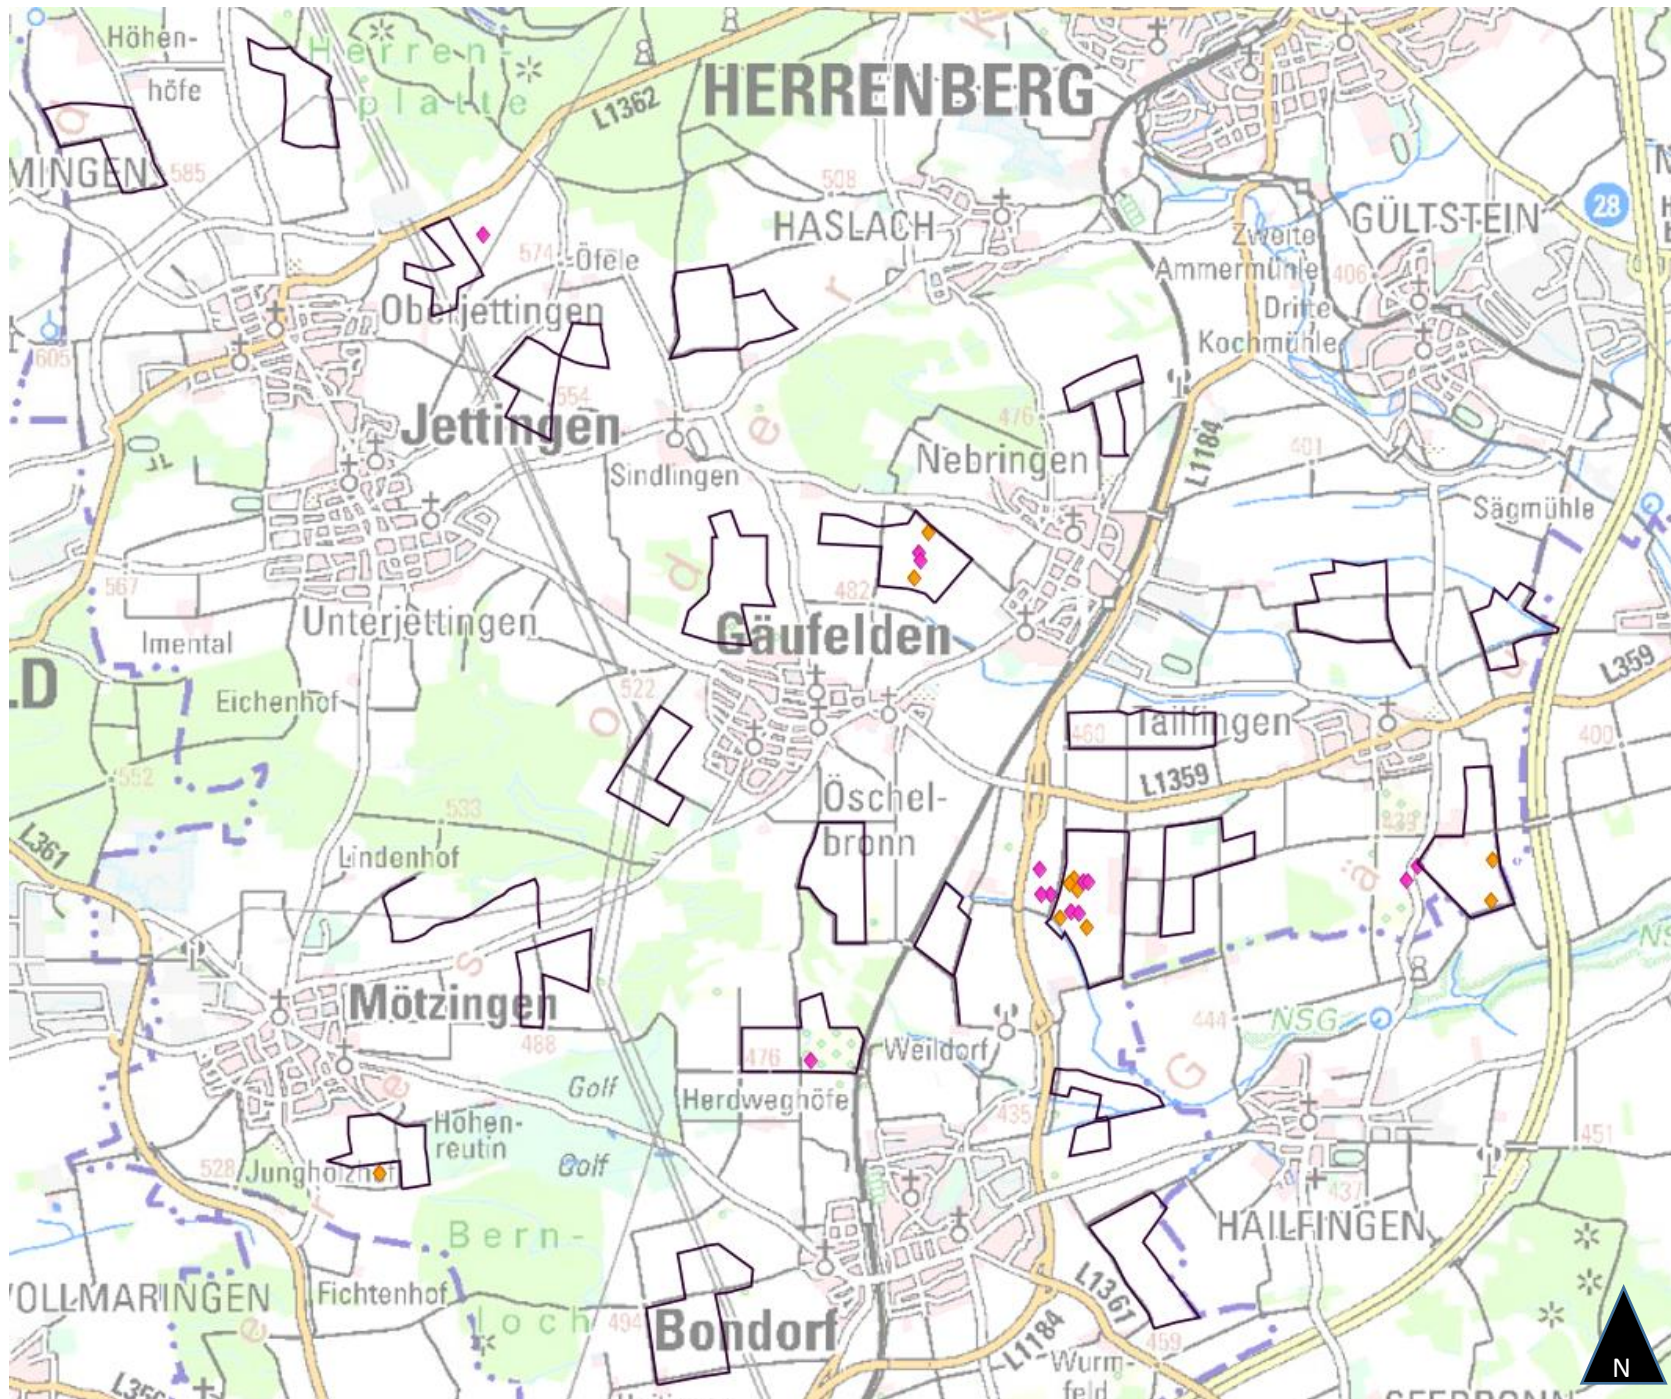 Höhen-
höfe
Herren-
platte
L1362
HERRENBERG
MINGEN
585
508
HASLACH
GÜLTSTEIN
28
574
Öfele
Zweite
Ammermühle
406
Dritte
Kochmühle
Oberjettingen
605
554
Jettingen
Sindlingen
476
Nebringen
L1184
401
Sägmühle
567
482
Unterjettingen
Gäufelden
Imental
L359
LD
Eichenhof
522
460
Tailfingen
400
552
L1359
533
Öschel-
bronn
439
L361
Lindenhof
Mötzingen
488
444
NSG
476
Weildorf
Golf
Herdweghöfe
435
Höhen-
reutin
451
528
Jungholzhof
Golf
437
HAILFINGEN
Bern-
loch
VOLLMARINGEN
Fichtenhof
494
Bondorf
L1361
L1184
459
Wurm-
feld
N